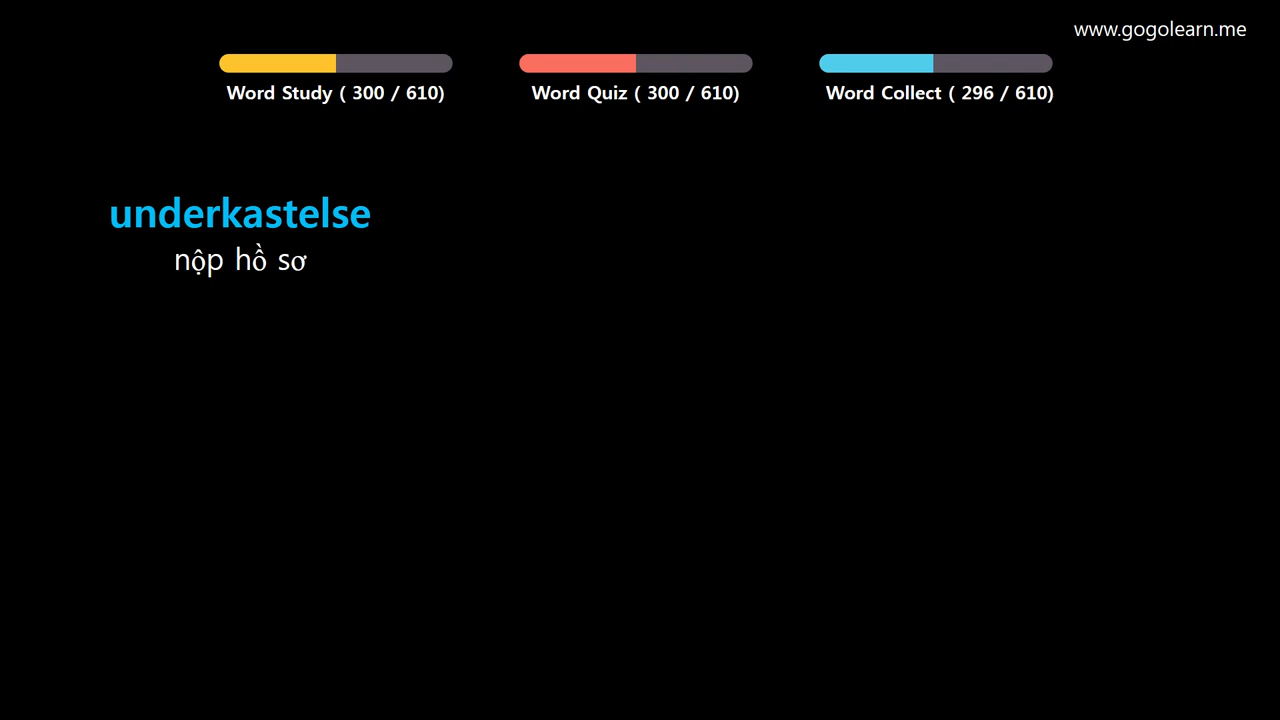 www.gogolearn.me
Word Study ( 300 / 610)
Word Quiz ( 300 / 610)
Word Collect ( 296 / 610)
underkastelse
nộp hồ sơ